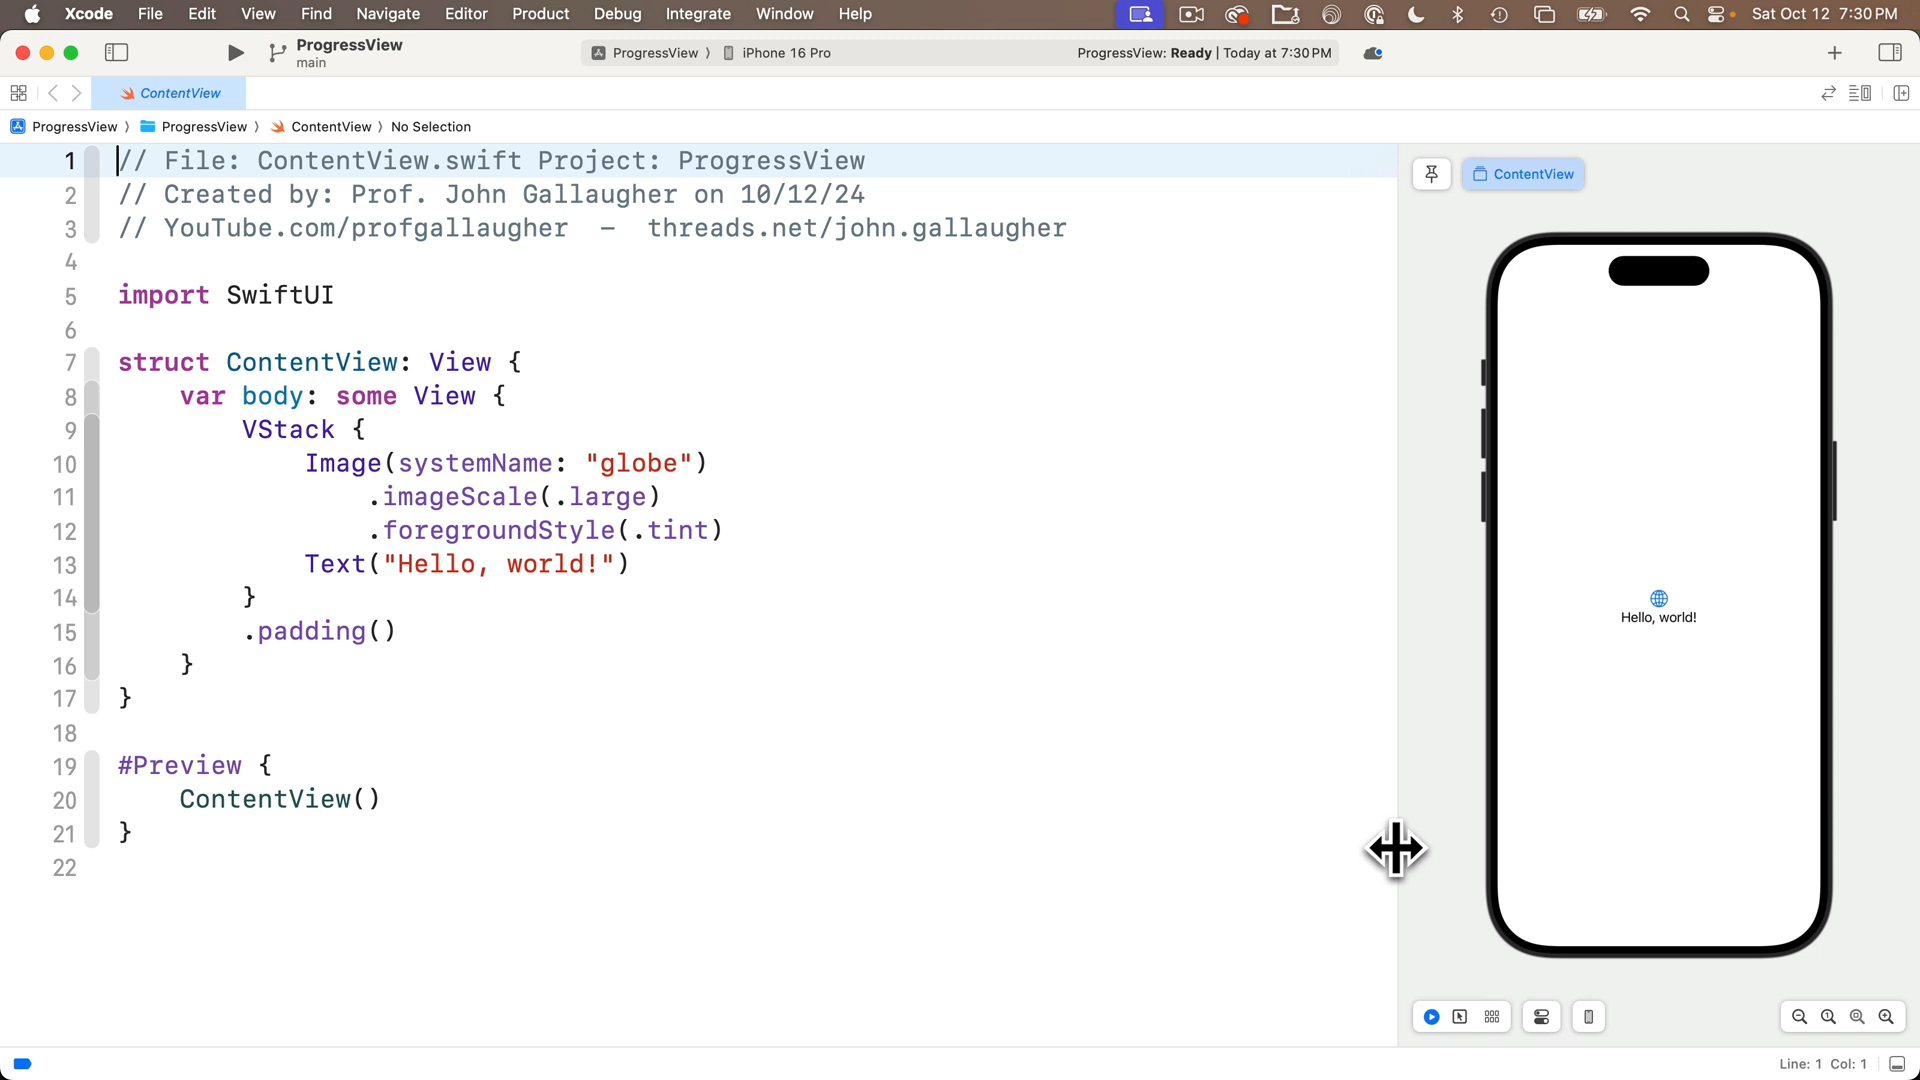 Xcode File Edit View Find Navigate Editor Product Debug Integrate Window Help Sat Oct 12 7:30 PM
ProgressView
main
ProgressView 〉 iPhone 16 Pro
ProgressView: Ready | Today at 7:30 PM
ContentView
ProgressView 〉 ProgressView 〉 ContentView 〉 No Selection
1 // File: ContentView.swift Project: ProgressView
2 // Created by: Prof. John Gallaugher on 10/12/24
3 // YouTube.com/profgallaugher – threads.net/john.gallaugher
4
5 import SwiftUI
6
7 struct ContentView: View {
8 var body: some View {
9 VStack {
10 Image(systemName: "globe")
11 .imageScale(.large)
12 .foregroundStyle(.tint)
13 Text("Hello, world!")
14 }
15 .padding()
16 }
17 }
18
19 #Preview {
20 ContentView()
21 }
22
ContentView
Hello, world!
Line: 1 Col: 1